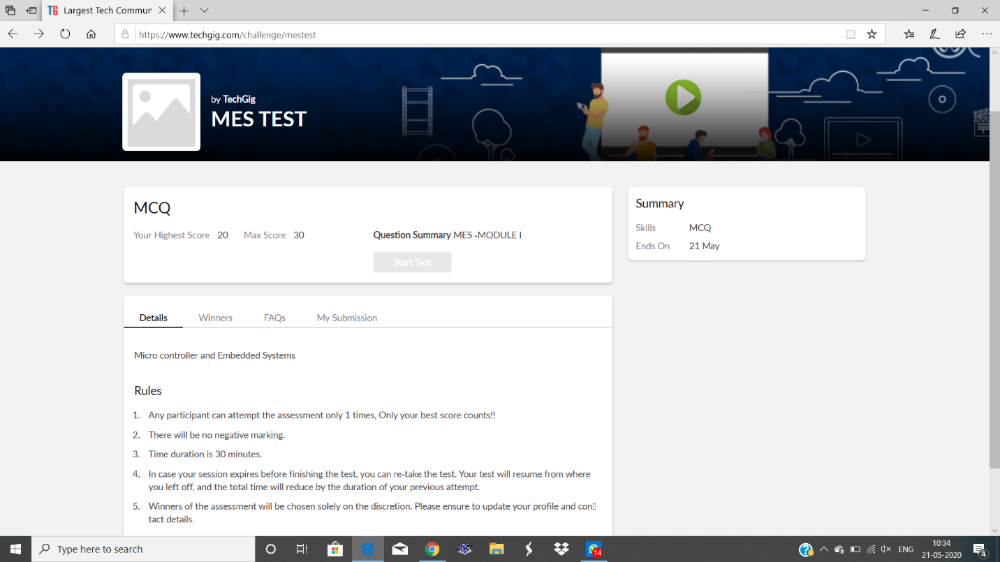 TG Largest Tech Commun
https://www.techgig.com/challenge/mestest
by TechGig
MES TEST
MCQ
Your Highest Score 20 Max Score 30 Question Summary MES -MODULE I
Start Test
Summary
Skills MCQ
Ends On 21 May
Details Winners FAQs My Submission
Micro controller and Embedded Systems
Rules
1. Any participant can attempt the assessment only 1 times, Only your best score counts!!
2. There will be no negative marking.
3. Time duration is 30 minutes.
4. In case your session expires before finishing the test, you can re-take the test. Your test will resume from where
you left off, and the total time will reduce by the duration of your previous attempt.
5. Winners of the assessment will be chosen solely on the discretion. Please ensure to update your profile and con
tact details.
Type here to search
14
ENG
10:34
21-05-2020
4